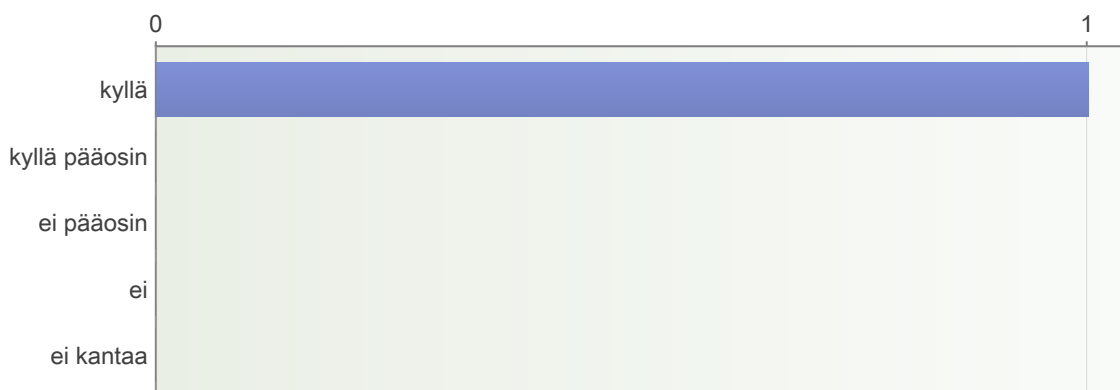 0 1
kyllä
kyllä pääosin
ei pääosin
ei
ei kantaa